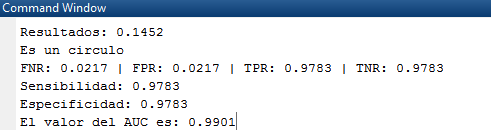 Command Window
Resultados: 0.1452
Es un circulo
FNR: 0.0217 | FPR: 0.0217 | TPR: 0.9783 | TNR: 0.9783
Sensibilidad: 0.9783
Especificidad: 0.9783
El valor del AUC es: 0.9901